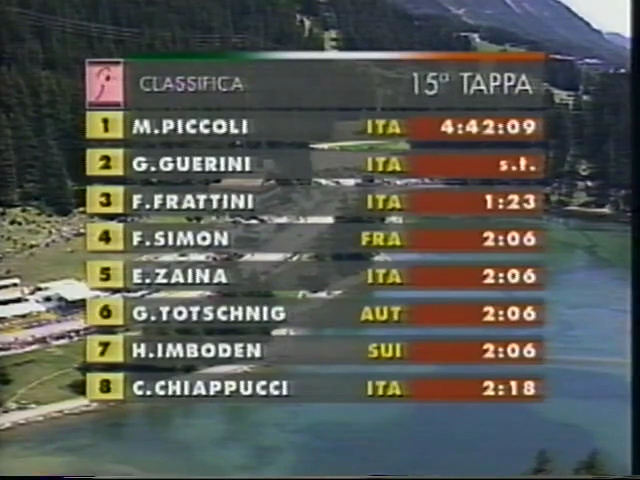 CLASSIFICA 15ª TAPPA
1 M.PICCOLI ITA 4:42:09
2 G.GUERINI ITA s.t.
3 F.FRATTINI ITA 1:23
4 F.SIMON FRA 2:06
5 E.ZAINA ITA 2:06
6 G.TOTSCHNIG AUT 2:06
7 H.IMBODEN SUI 2:06
8 C.CHIAPPUCCI ITA 2:18